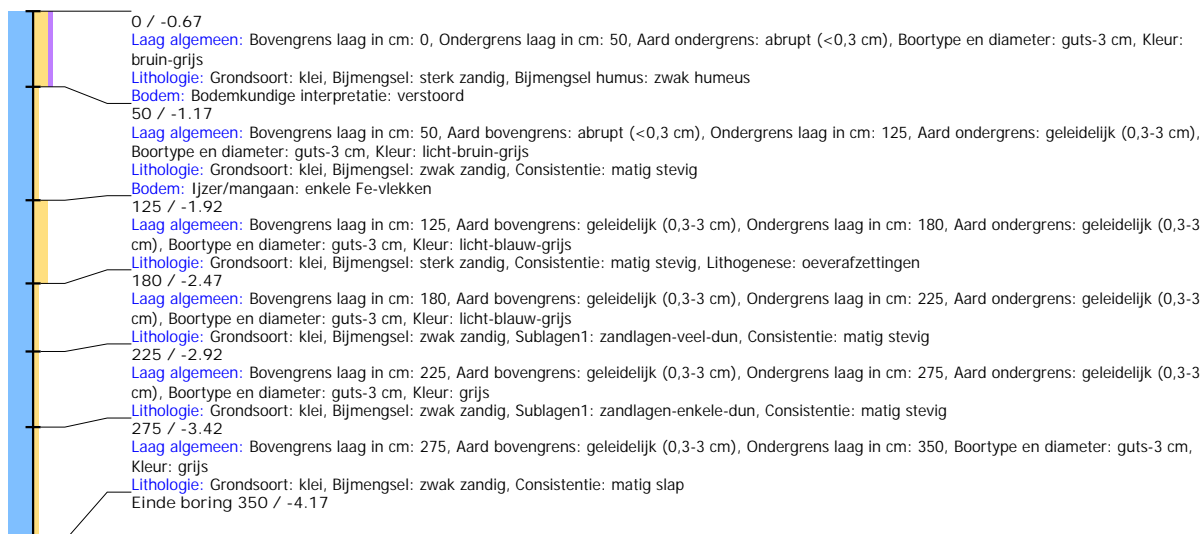 0 / -0.67
Laag algemeen: Bovengrens laag in cm: 0, Ondergrens laag in cm: 50, Aard ondergrens: abrupt (<0,3 cm), Boortype en diameter: guts-3 cm, Kleur:
bruin-grijs
Lithologie: Grondsoort: klei, Bijmengsel: sterk zandig, Bijmengsel humus: zwak humeus
Bodem: Bodemkundige interpretatie: verstoord
50 / -1.17
Laag algemeen: Bovengrens laag in cm: 50, Aard bovengrens: abrupt (<0,3 cm), Ondergrens laag in cm: 125, Aard ondergrens: geleidelijk (0,3-3 cm),
Boortype en diameter: guts-3 cm, Kleur: licht-bruin-grijs
Lithologie: Grondsoort: klei, Bijmengsel: zwak zandig, Consistentie: matig stevig
Bodem: Ijzer/mangaan: enkele Fe-vlekken
125 / -1.92
Laag algemeen: Bovengrens laag in cm: 125, Aard bovengrens: geleidelijk (0,3-3 cm), Ondergrens laag in cm: 180, Aard ondergrens: geleidelijk (0,3-3
cm), Boortype en diameter: guts-3 cm, Kleur: licht-blauw-grijs
Lithologie: Grondsoort: klei, Bijmengsel: sterk zandig, Consistentie: matig stevig, Lithogenese: oeverafzettingen
180 / -2.47
Laag algemeen: Bovengrens laag in cm: 180, Aard bovengrens: geleidelijk (0,3-3 cm), Ondergrens laag in cm: 225, Aard ondergrens: geleidelijk (0,3-3
cm), Boortype en diameter: guts-3 cm, Kleur: licht-blauw-grijs
Lithologie: Grondsoort: klei, Bijmengsel: zwak zandig, Sublagen1: zandlagen-veel-dun, Consistentie: matig stevig
225 / -2.92
Laag algemeen: Bovengrens laag in cm: 225, Aard bovengrens: geleidelijk (0,3-3 cm), Ondergrens laag in cm: 275, Aard ondergrens: geleidelijk (0,3-3
cm), Boortype en diameter: guts-3 cm, Kleur: grijs
Lithologie: Grondsoort: klei, Bijmengsel: zwak zandig, Sublagen1: zandlagen-enkele-dun, Consistentie: matig stevig
275 / -3.42
Laag algemeen: Bovengrens laag in cm: 275, Aard bovengrens: geleidelijk (0,3-3 cm), Ondergrens laag in cm: 350, Boortype en diameter: guts-3 cm,
Kleur: grijs
Lithologie: Grondsoort: klei, Bijmengsel: zwak zandig, Consistentie: matig slap
Einde boring 350 / -4.17